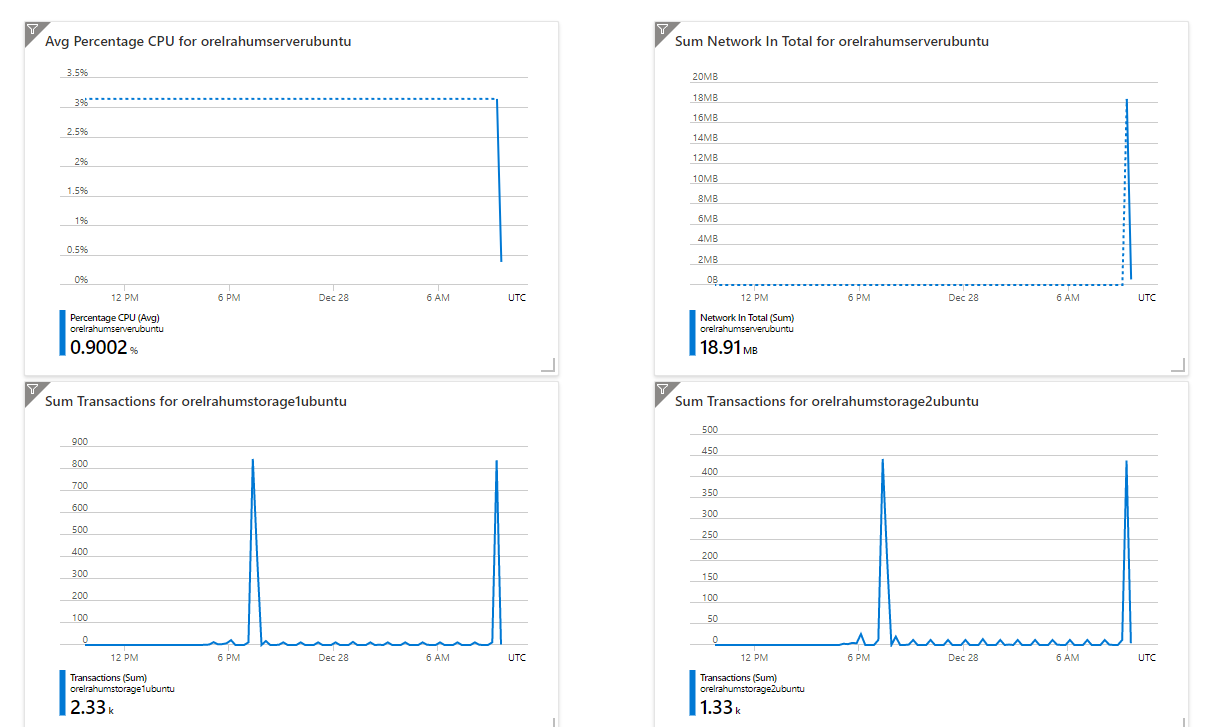 Avg Percentage CPU for orelrahumserverubuntu
3.5%
3%
2.5%
2%
1.5%
1%
0.5%
0%
12 PM 6 PM Dec 28 6 AM UTC
Percentage CPU (Avg)
orelrahumserverubuntu
0.9002 %
Sum Network In Total for orelrahumserverubuntu
20MB
18MB
16MB
14MB
12MB
10MB
8MB
6MB
4MB
2MB
0B
12 PM 6 PM Dec 28 6 AM UTC
Network In Total (Sum)
orelrahumserverubuntu
18.91 MB
Sum Transactions for orelrahumstorage1ubuntu
900
800
700
600
500
400
300
200
100
0
12 PM 6 PM Dec 28 6 AM UTC
Transactions (Sum)
orelrahumstorage1ubuntu
2.33 k
Sum Transactions for orelrahumstorage2ubuntu
500
450
400
350
300
250
200
150
100
50
0
12 PM 6 PM Dec 28 6 AM UTC
Transactions (Sum)
orelrahumstorage2ubuntu
1.33 k